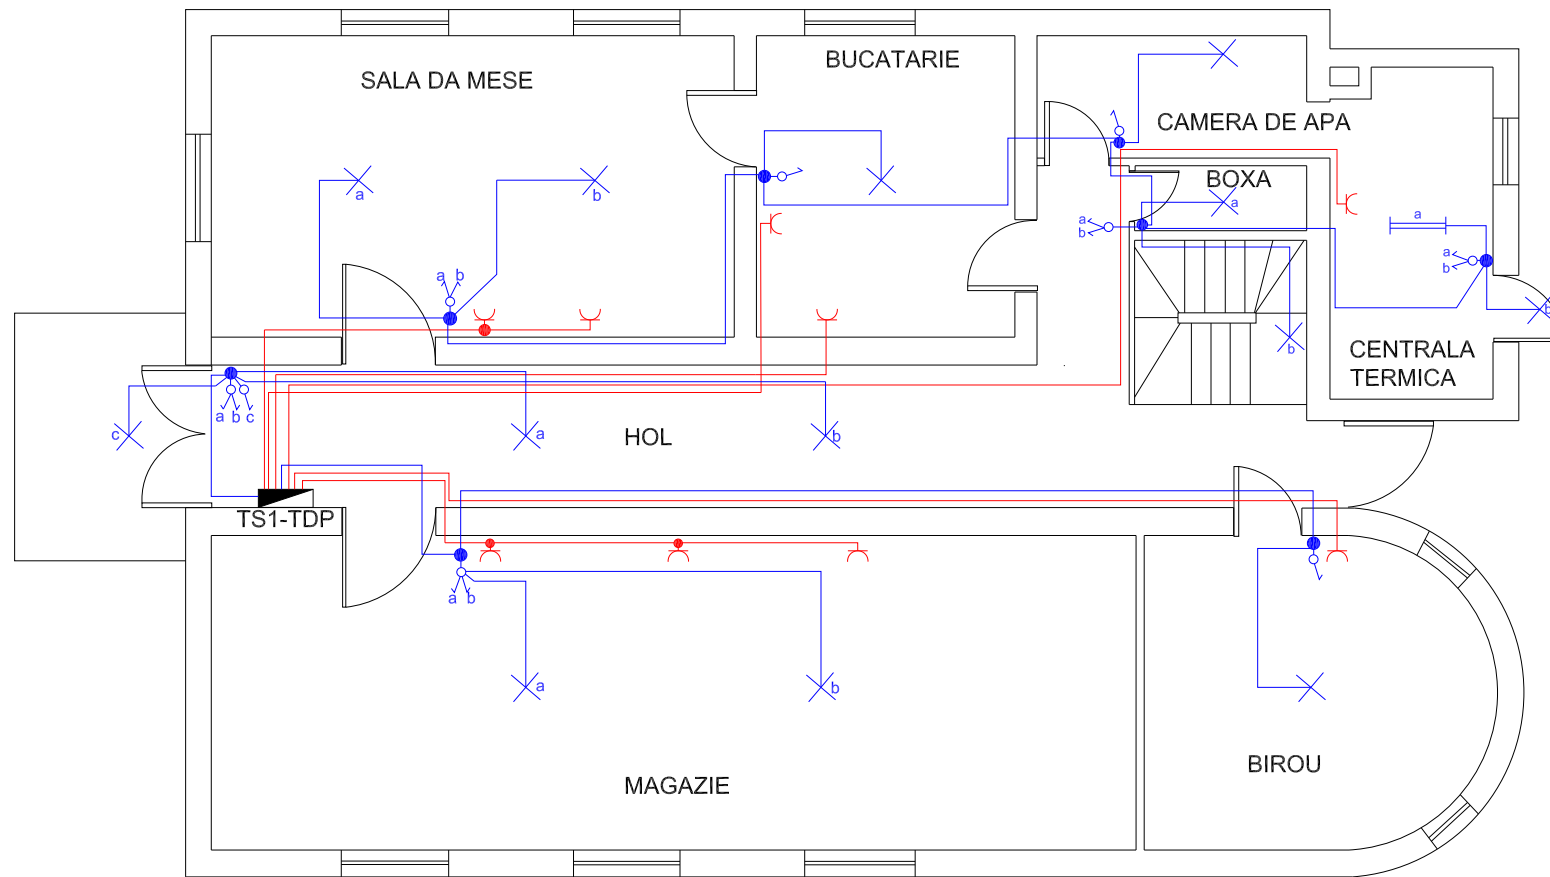 BUCATARIE
SALA DA MESE
CAMERA DE APA
BOXA
a
b
a
a
a
b
a
b
a b
b
b
CENTRALA
TERMICA
a b c
c
a
HOL
b
TS1-TDP
a b
a
b
BIROU
MAGAZIE